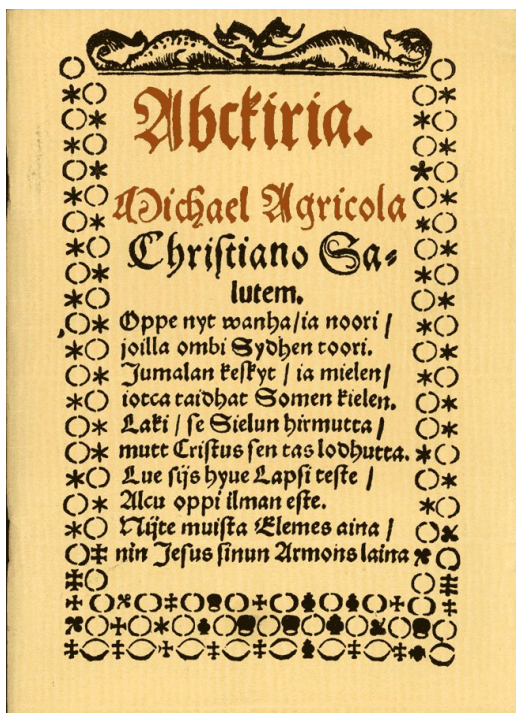 Abckiria.
Michael Agricola
Christiano Sa⸗
lutem.
Oppe nyt wanha/ia noori /
joilla ombi Sydhen toori.
Jumalan keskyt / ia mielen/
iotca taidhat Somen kielen.
Laki / se Sielun hirmutta /
mutt Cristus sen tas lodhutta.
Lue sijs hyue Lapsi teste /
Alcu oppi ilman este.
Nijte muista Elemes aina /
nin Jesus sinun Armons laina